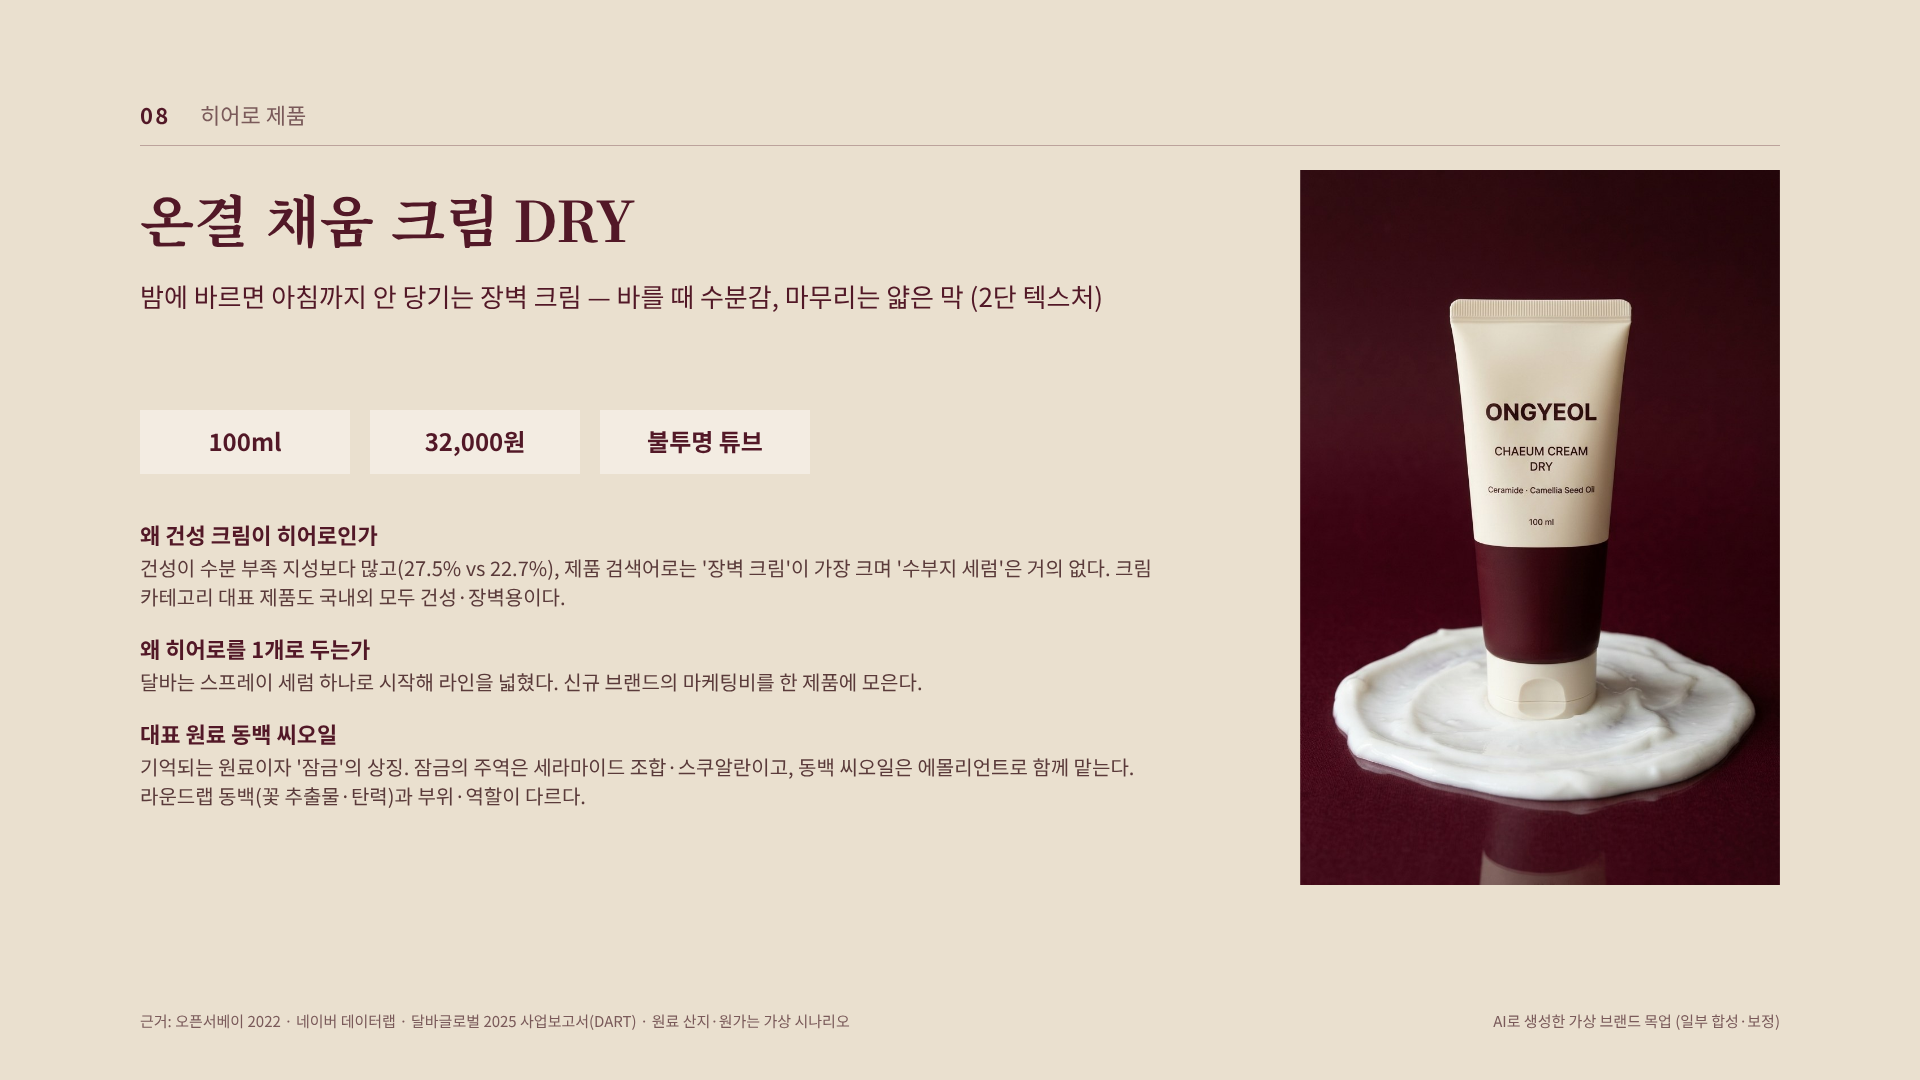 08 히어로 제품
온결 채움 크림 DRY
밤에 바르면 아침까지 안 당기는 장벽 크림 — 바를 때 수분감, 마무리는 얇은 막 (2단 텍스처)
100ml
32,000원
불투명 튜브
왜 건성 크림이 히어로인가
건성이 수분 부족 지성보다 많고(27.5% vs 22.7%), 제품 검색어로는 '장벽 크림'이 가장 크며 '수부지 세럼'은 거의 없다. 크림
카테고리 대표 제품도 국내외 모두 건성·장벽용이다.
왜 히어로를 1개로 두는가
달바는 스프레이 세럼 하나로 시작해 라인을 넓혔다. 신규 브랜드의 마케팅비를 한 제품에 모은다.
대표 원료 동백 씨오일
기억되는 원료이자 '잠금'의 상징. 잠금의 주역은 세라마이드 조합·스쿠알란이고, 동백 씨오일은 에몰리언트로 함께 맡는다.
라운드랩 동백(꽃 추출물·탄력)과 부위·역할이 다르다.
ONGYEOL
CHAEUM CREAM
DRY
Ceramide · Camellia Seed Oil
100 ml
근거: 오픈서베이 2022 · 네이버 데이터랩 · 달바글로벌 2025 사업보고서(DART) · 원료 산지·원가는 가상 시나리오
AI로 생성한 가상 브랜드 목업 (일부 합성·보정)